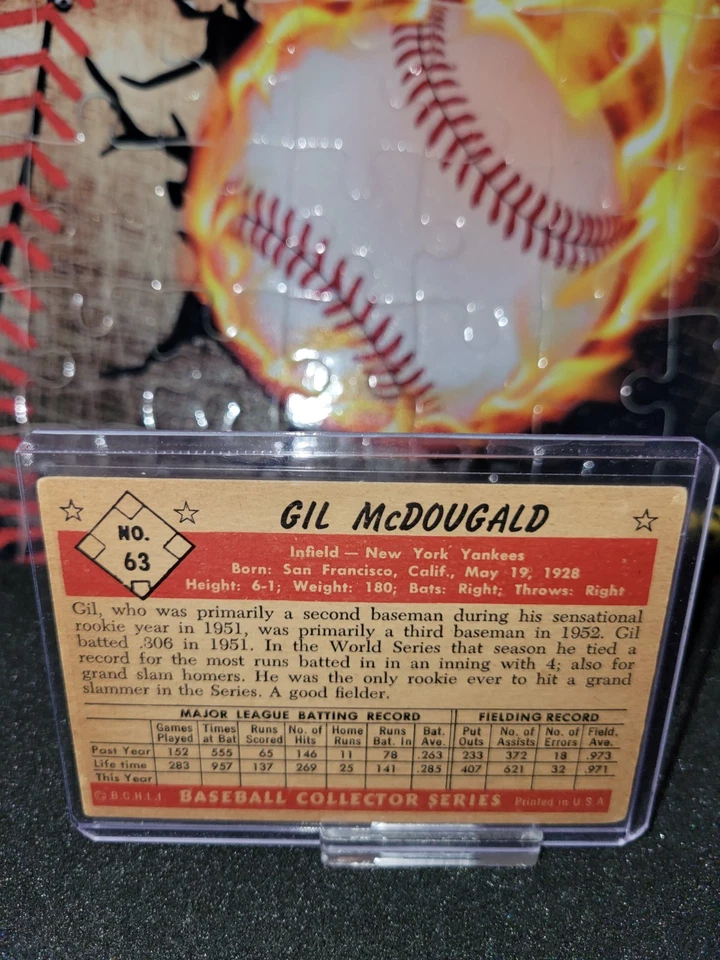 GIL McDOUGALD
NO.
63
Infield — New York Yankees
Born: San Francisco, Calif., May 19, 1928
Height: 6-1; Weight: 180; Bats: Right; Throws: Right
Gil, who was primarily a second baseman during his sensational
rookie year in 1951, was primarily a third baseman in 1952. Gil
batted .306 in 1951. In the World Series that season he tied a
record for the most runs batted in in an inning with 4; also for
grand slam homers. He was the only rookie ever to hit a grand
slammer in the Series. A good fielder.
MAJOR LEAGUE BATTING RECORD FIELDING RECORD
Games Played Times at Bat Runs Scored No. of Hits Home Runs Runs Bat. In Bat. Ave. Put Outs No. of Assists No. of Errors Field. Ave.
Past Year 152 555 65 146 11 78 .263 233 372 18 .973
Life time 283 957 137 269 25 141 .285 407 621 32 .971
This Year
BASEBALL COLLECTOR SERIES Printed in U.S.A.